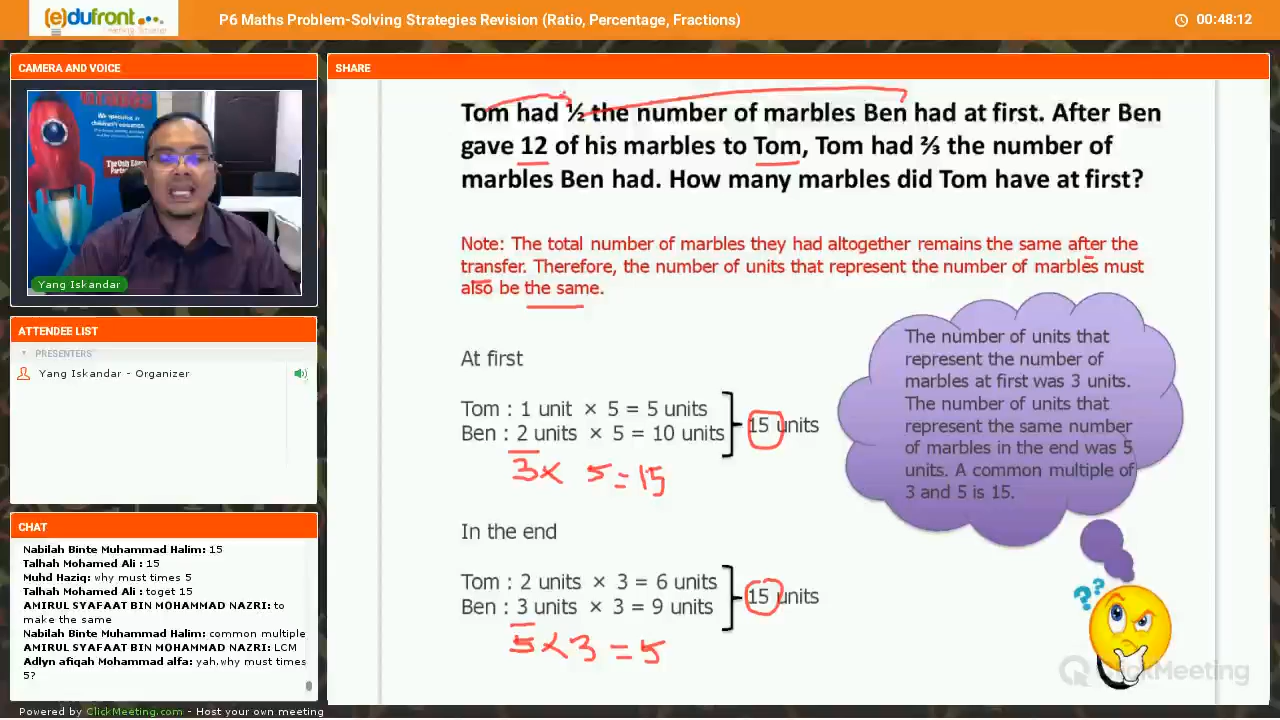 (e)dufront
P6 Maths Problem-Solving Strategies Revision (Ratio, Percentage, Fractions)
00:48:12
CAMERA AND VOICE
Yang Iskandar
ATTENDEE LIST
PRESENTERS
Yang Iskandar - Organizer
CHAT
Nabilah Binte Muhammad Halim: 15
Talhah Mohamed Ali : 15
Muhd Haziq: why must times 5
Talhah Mohamed Ali : toget 15
AMIRUL SYAFAAT BIN MOHAMMAD NAZRI: to
make the same
Nabilah Binte Muhammad Halim: common multiple
AMIRUL SYAFAAT BIN MOHAMMAD NAZRI: LCM
Adlyn afiqah Mohammad alfa: yah.why must times
5?
SHARE
Tom had ½ the number of marbles Ben had at first. After Ben
gave 12 of his marbles to Tom, Tom had ⅔ the number of
marbles Ben had. How many marbles did Tom have at first?
Note: The total number of marbles they had altogether remains the same after the
transfer. Therefore, the number of units that represent the number of marbles must
also be the same.
At first
Tom : 1 unit × 5 = 5 units
Ben : 2 units × 5 = 10 units
15 units
3× 5=15
In the end
Tom : 2 units × 3 = 6 units
Ben : 3 units × 3 = 9 units
15 units
5×3=5
The number of units that
represent the number of
marbles at first was 3 units.
The number of units that
represent the same number
of marbles in the end was 5
units. A common multiple of
3 and 5 is 15.
??
ClickMeeting
Powered by ClickMeeting.com - Host your own meeting